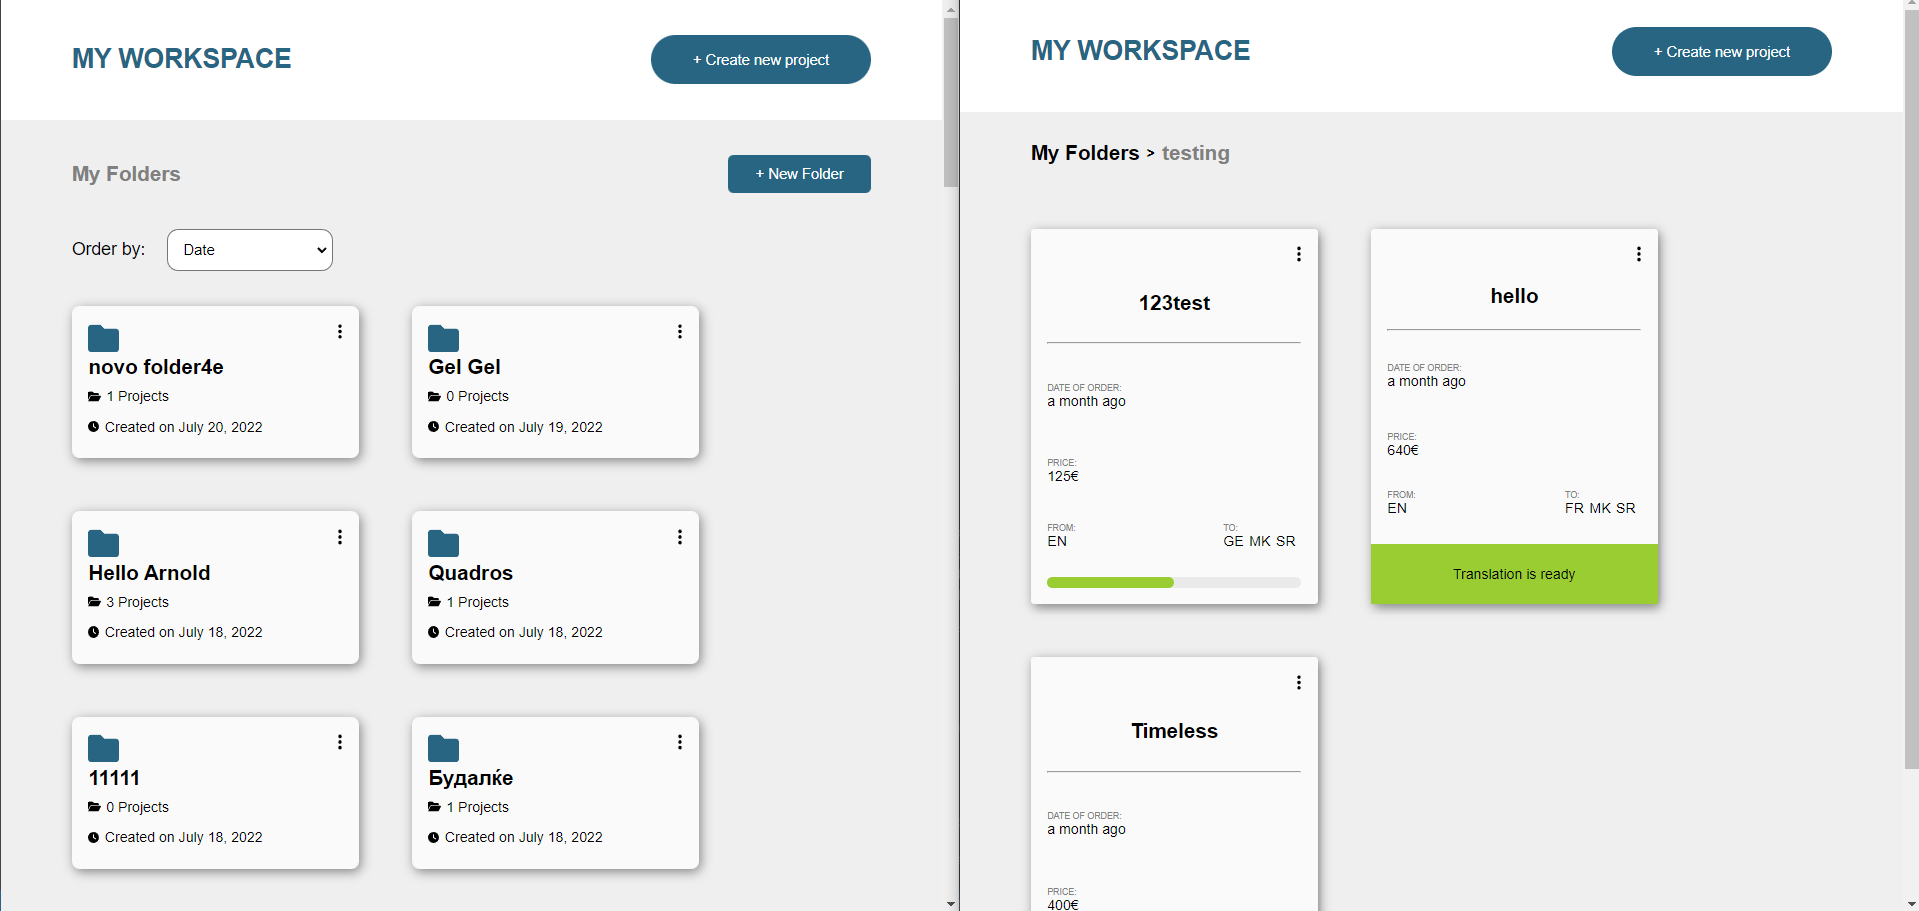 MY WORKSPACE
+ Create new project
My Folders
+ New Folder
Order by:
Date
novo folder4e
1 Projects
Created on July 20, 2022
Gel Gel
0 Projects
Created on July 19, 2022
Hello Arnold
3 Projects
Created on July 18, 2022
Quadros
1 Projects
Created on July 18, 2022
11111
0 Projects
Created on July 18, 2022
Будалќе
1 Projects
Created on July 18, 2022
MY WORKSPACE
+ Create new project
My Folders > testing
123test
DATE OF ORDER:
a month ago
PRICE:
125€
FROM:
EN
TO:
GE MK SR
hello
DATE OF ORDER:
a month ago
PRICE:
640€
FROM:
EN
TO:
FR MK SR
Translation is ready
Timeless
DATE OF ORDER:
a month ago
PRICE:
400€